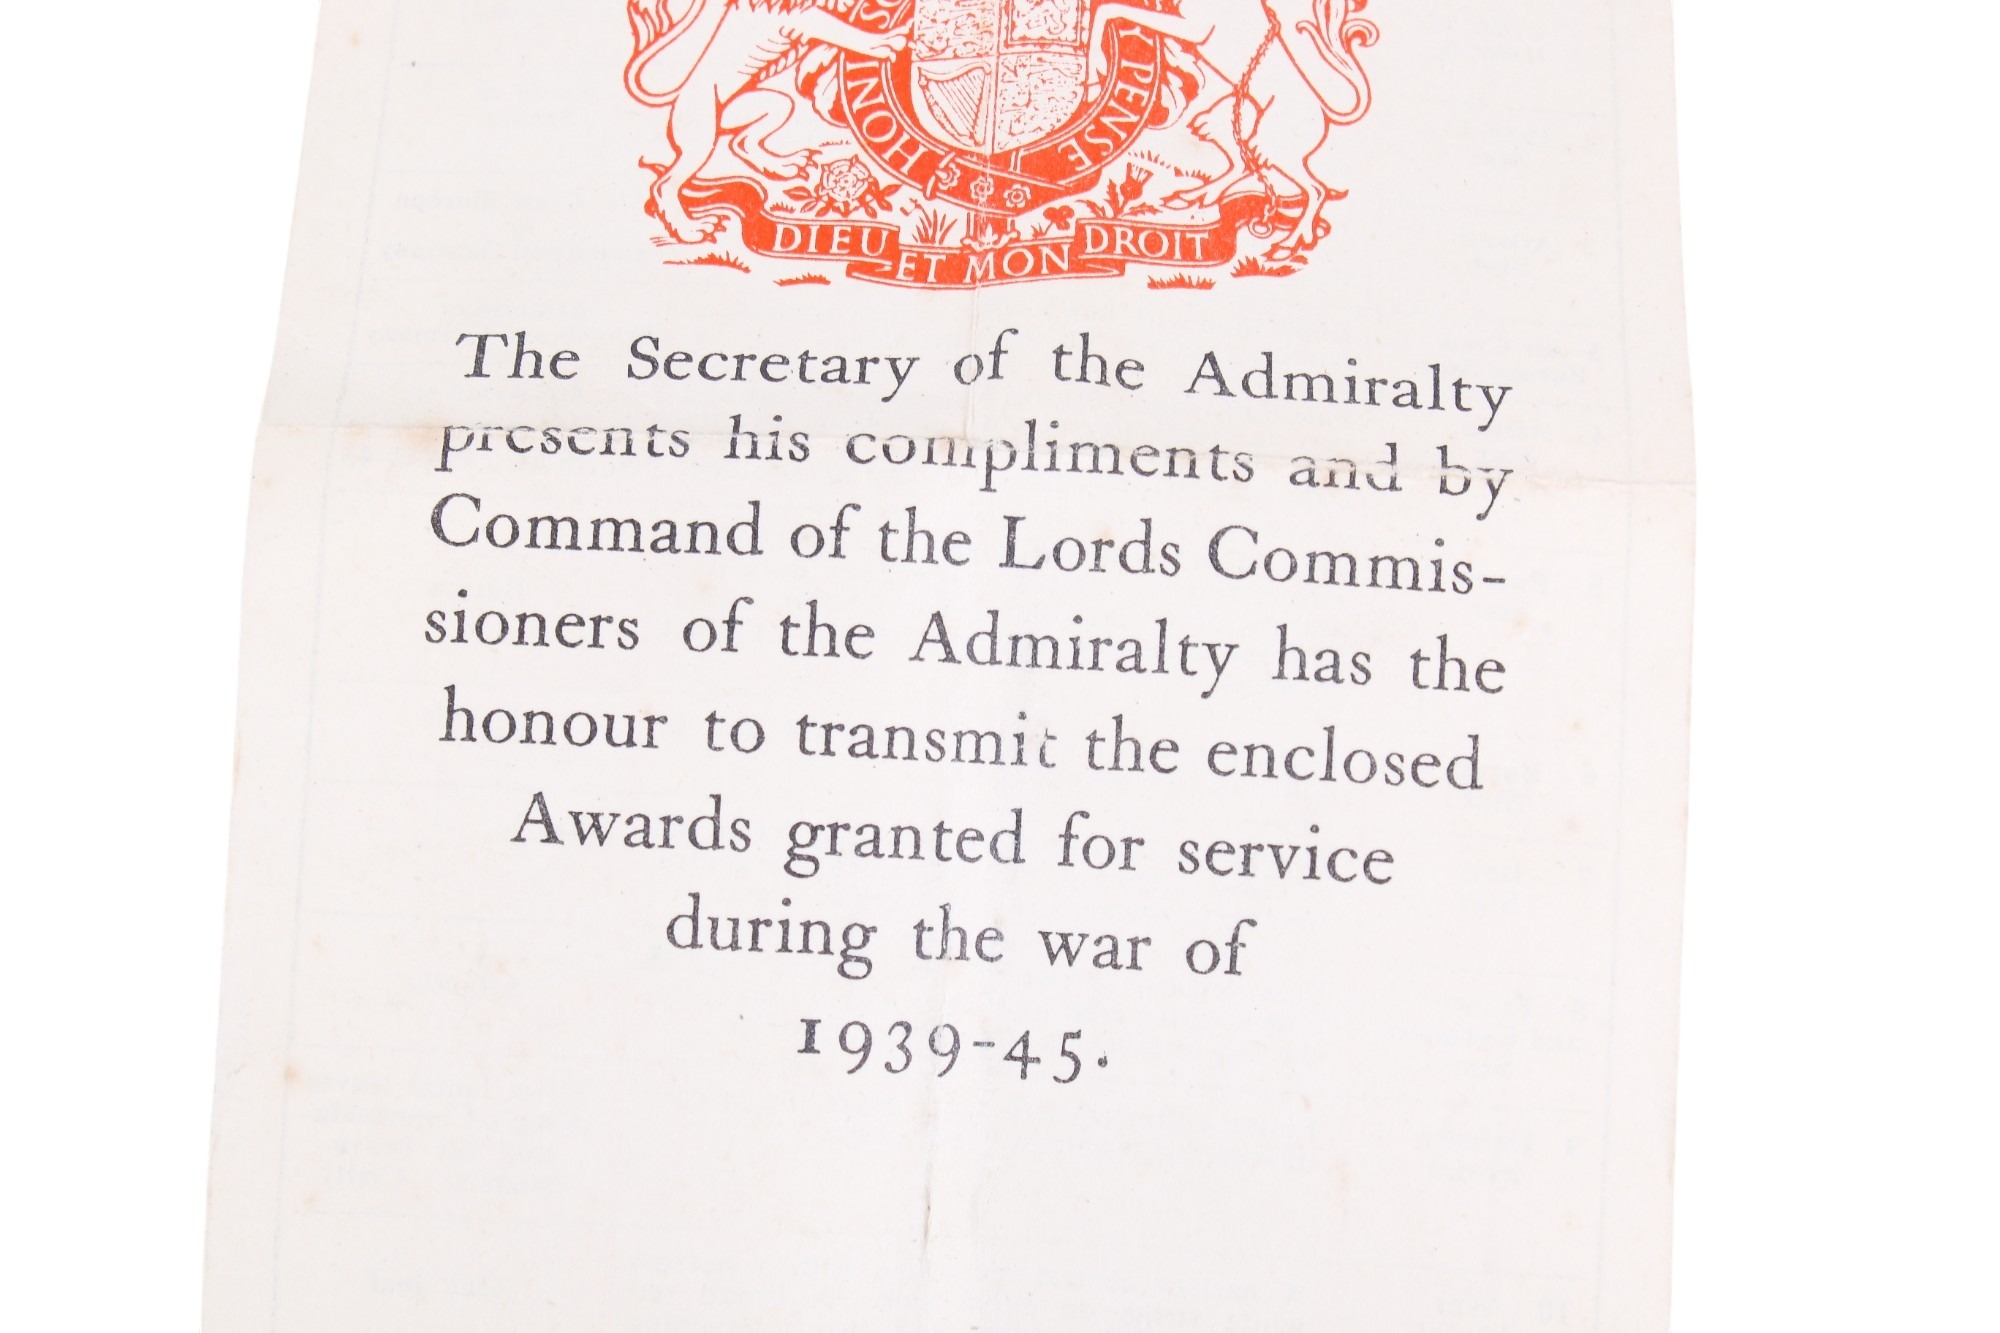 HONI
PENSE
DIEU ET MON DROIT
The Secretary of the Admiralty
presents his compliments and by
Command of the Lords Commis-
sioners of the Admiralty has the
honour to transmit the enclosed
Awards granted for service
during the war of
1939-45.